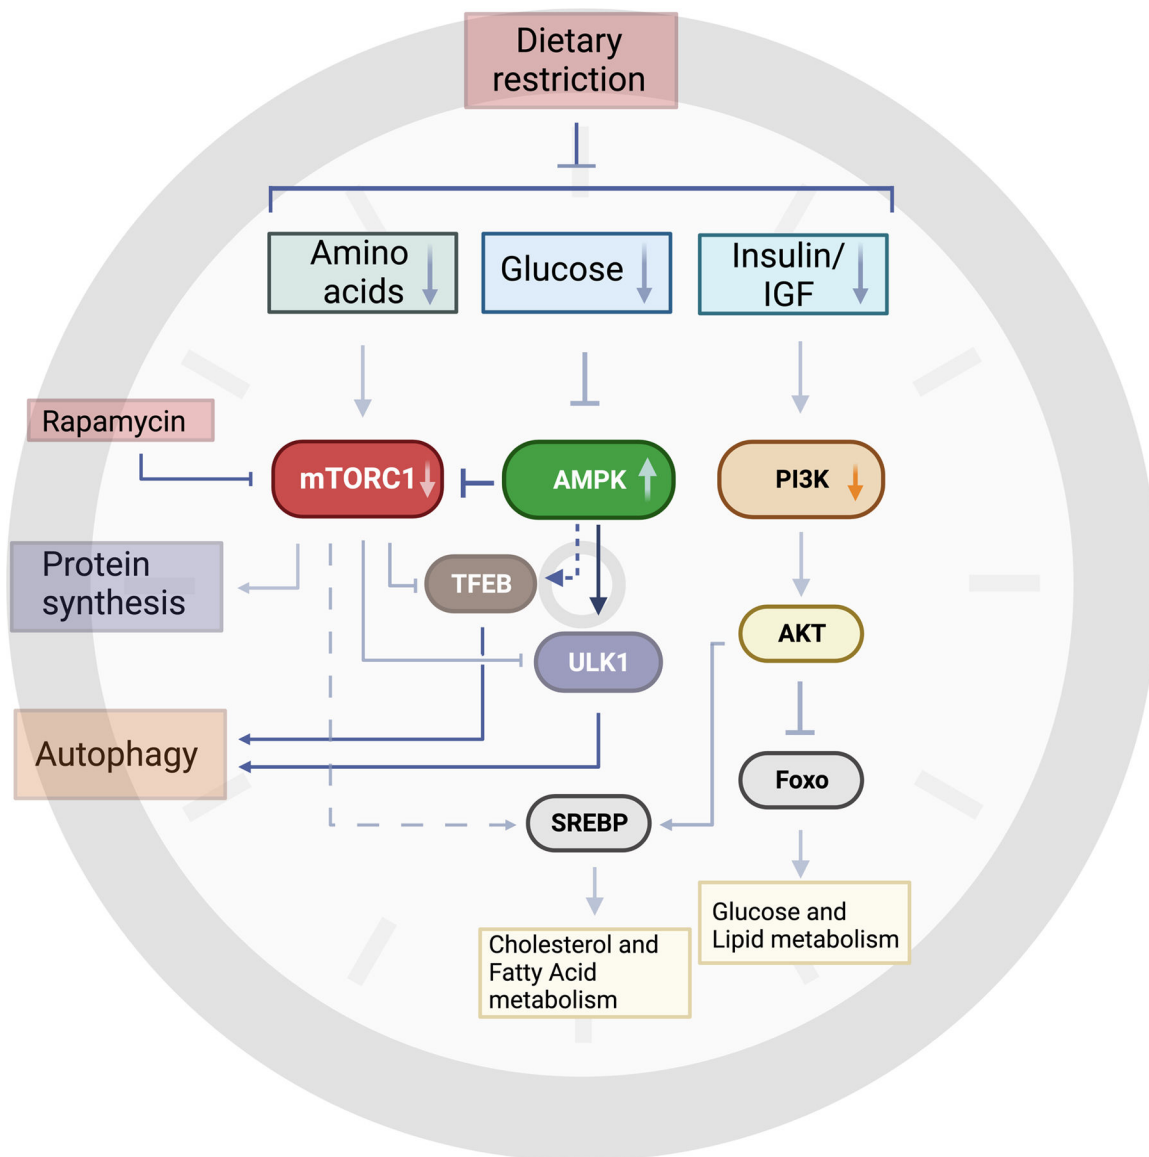 Dietary
restriction
Amino
acids
Glucose
Insulin/
IGF
Rapamycin
mTORC1
AMPK
PI3K
Protein
synthesis
TFEB
AKT
ULK1
Autophagy
Foxo
SREBP
Glucose and
Lipid metabolism
Cholesterol and
Fatty Acid
metabolism